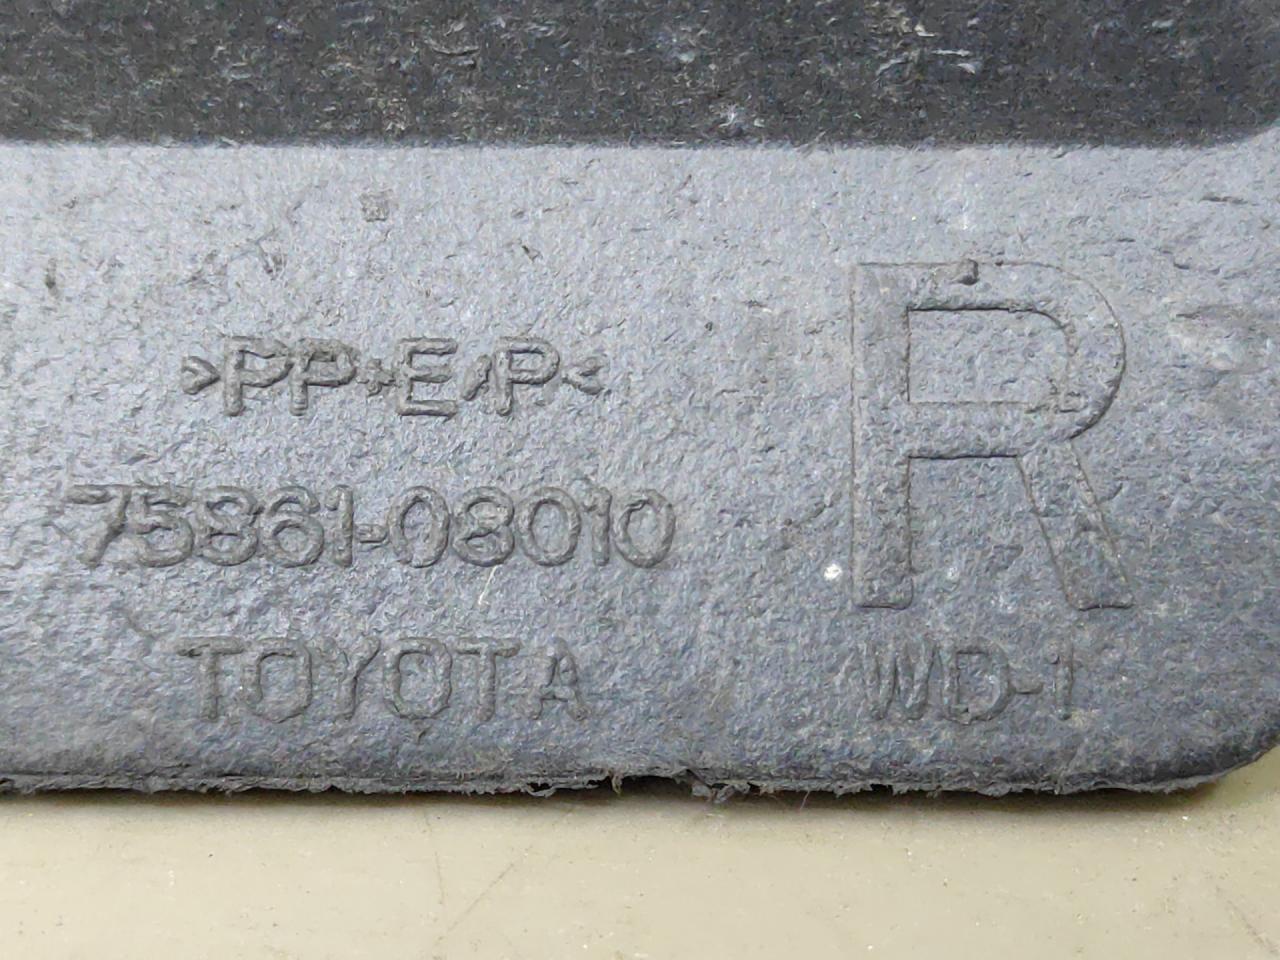 >PP+E/P<
75861-08010
TOYOTA
R
WD-1